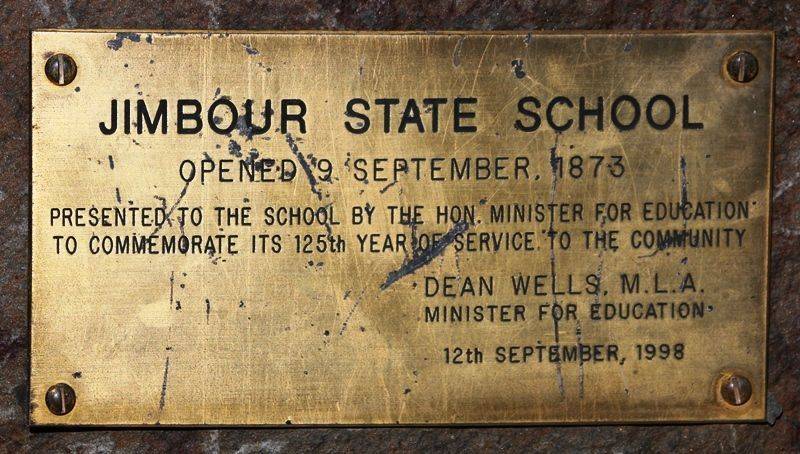 JIMBOUR STATE SCHOOL
OPENED 9 SEPTEMBER, 1873
PRESENTED TO THE SCHOOL BY THE HON. MINISTER FOR EDUCATION
TO COMMEMORATE ITS 125th YEAR OF SERVICE TO THE COMMUNITY
DEAN WELLS, M.L.A.
MINISTER FOR EDUCATION
12th SEPTEMBER, 1998